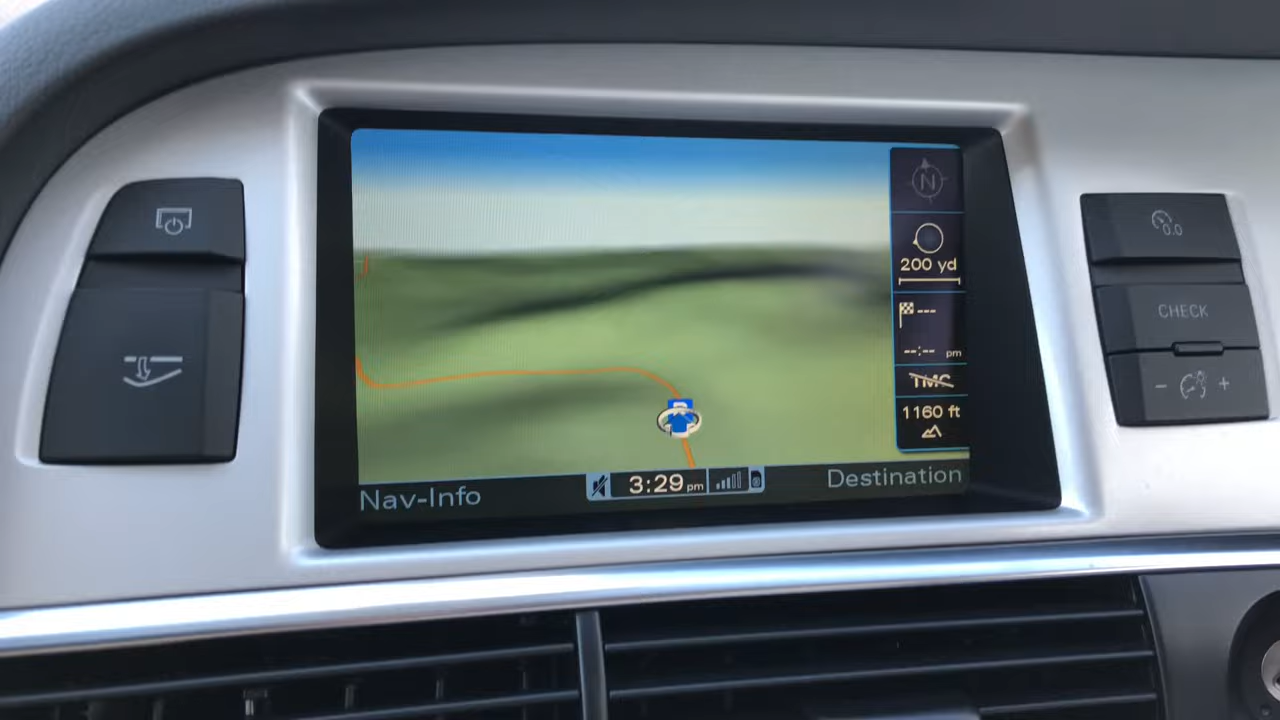 N
200 yd
---
--:-- pm
TMC
1160 ft
Nav-Info
3:29 pm
Destination
0.0
CHECK
- +